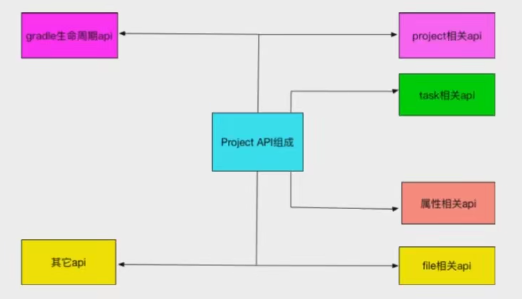 gradle生命周期api
project相关api
task相关api
Project API组成
属性相关api
其它api
file相关api